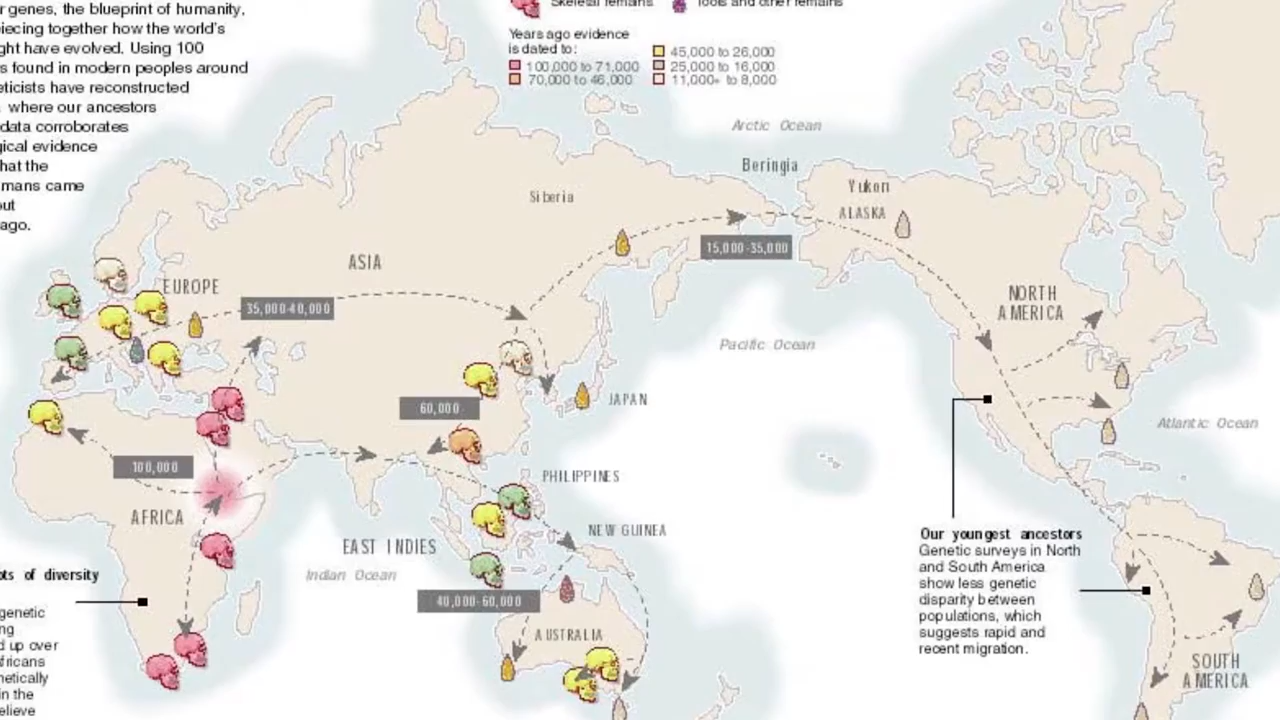 r genes, the blueprint of humanity,
iecing together how the world's
ght have evolved. Using 100
s found in modern peoples around
eticists have reconstructed
where our ancestors
data corroborates
gical evidence
hat the
mans came
out
ago.
Skeletal remains
Tools and other remains
Years ago evidence
is dated to:
100,000 to 71,000
70,000 to 46,000
45,000 to 26,000
25,000 to 16,000
11,000+ to 8,000
Arctic Ocean
Beringia
Yukon
ALASKA
Siberia
15,000-35,000
ASIA
EUROPE
35,000-40,000
NORTH
AMERICA
Pacific Ocean
JAPAN
60,000
Atlantic Ocean
100,000
PHILIPPINES
AFRICA
NEW GUINEA
EAST INDIES
Indian Ocean
40,000-60,000
AUSTRALIA
Our youngest ancestors
Genetic surveys in North
and South America
show less genetic
disparity between
populations, which
suggests rapid and
recent migration.
SOUTH
AMERICA
ots of diversity
genetic
ng
d up over
fricans
netically
in the
elieve